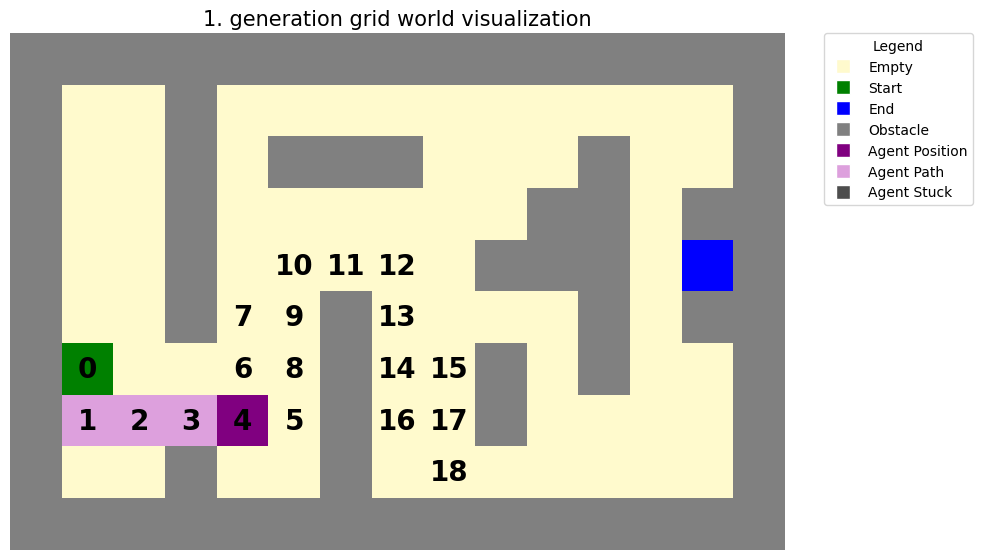 1. generation grid world visualization
Legend
Empty
Start
End
Obstacle
Agent Position
Agent Path
Agent Stuck
10 11 12
7 9 13
0 6 8 14 15
1 2 3 4 5 16 17
18